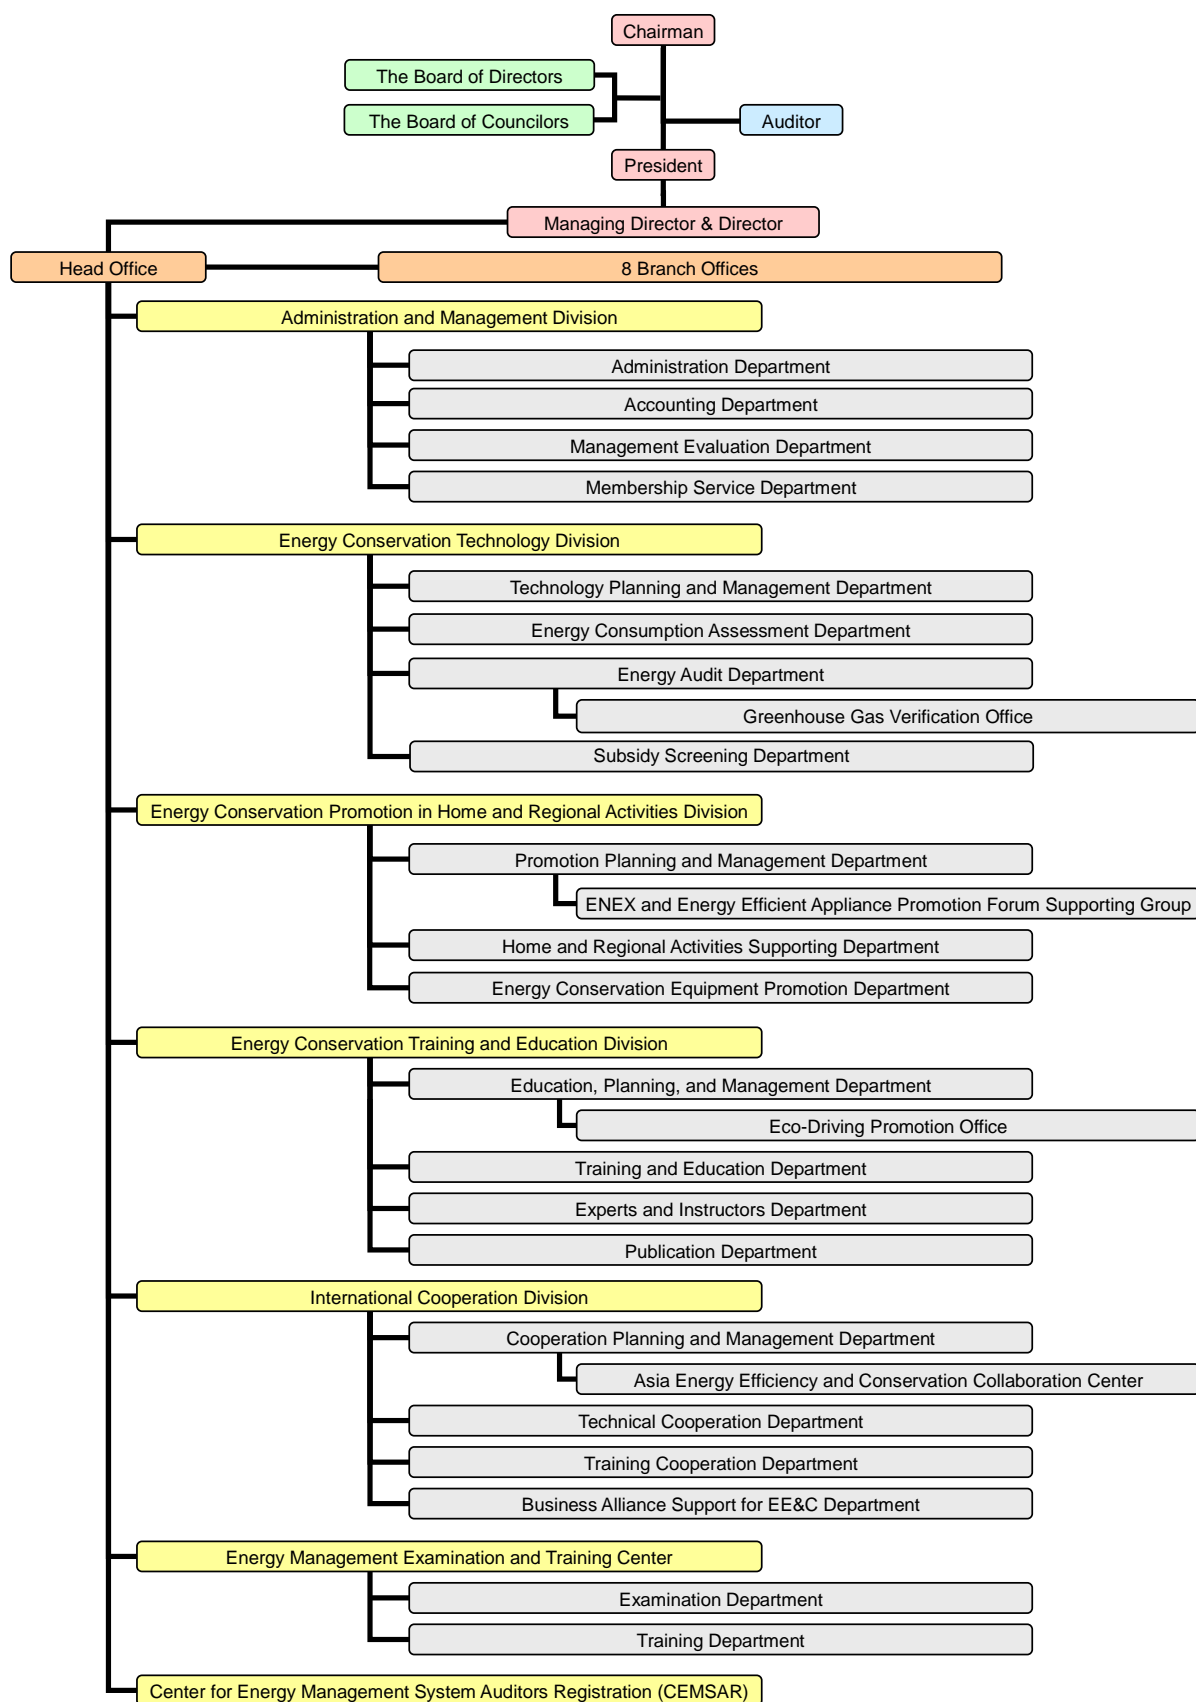 Chairman
The Board of Directors
The Board of Councilors
Auditor
President
Managing Director & Director
Head Office
8 Branch Offices
Administration and Management Division
Administration Department
Accounting Department
Management Evaluation Department
Membership Service Department
Energy Conservation Technology Division
Technology Planning and Management Department
Energy Consumption Assessment Department
Energy Audit Department
Greenhouse Gas Verification Office
Subsidy Screening Department
Energy Conservation Promotion in Home and Regional Activities Division
Promotion Planning and Management Department
ENEX and Energy Efficient Appliance Promotion Forum Supporting Group
Home and Regional Activities Supporting Department
Energy Conservation Equipment Promotion Department
Energy Conservation Training and Education Division
Education, Planning, and Management Department
Eco-Driving Promotion Office
Training and Education Department
Experts and Instructors Department
Publication Department
International Cooperation Division
Cooperation Planning and Management Department
Asia Energy Efficiency and Conservation Collaboration Center
Technical Cooperation Department
Training Cooperation Department
Business Alliance Support for EE&C Department
Energy Management Examination and Training Center
Examination Department
Training Department
Center for Energy Management System Auditors Registration (CEMSAR)